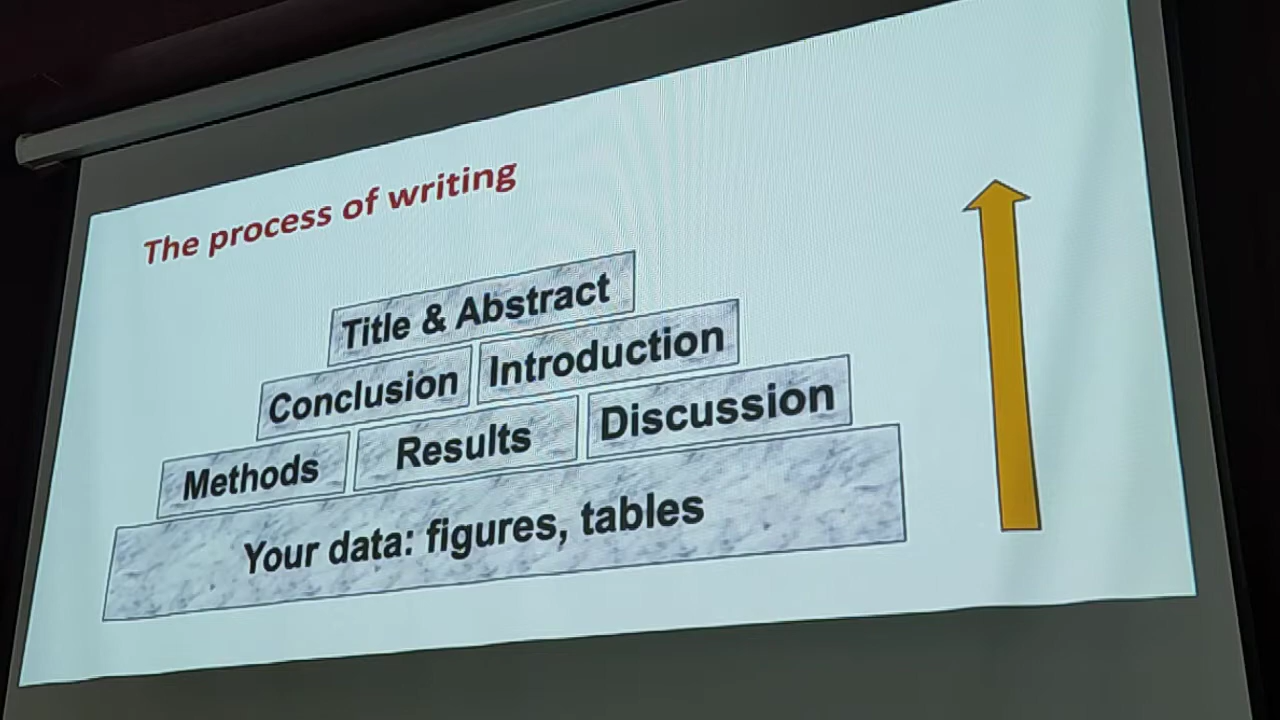 The process of writing
Title & Abstract
Conclusion Introduction
Methods Results Discussion
Your data: figures, tables